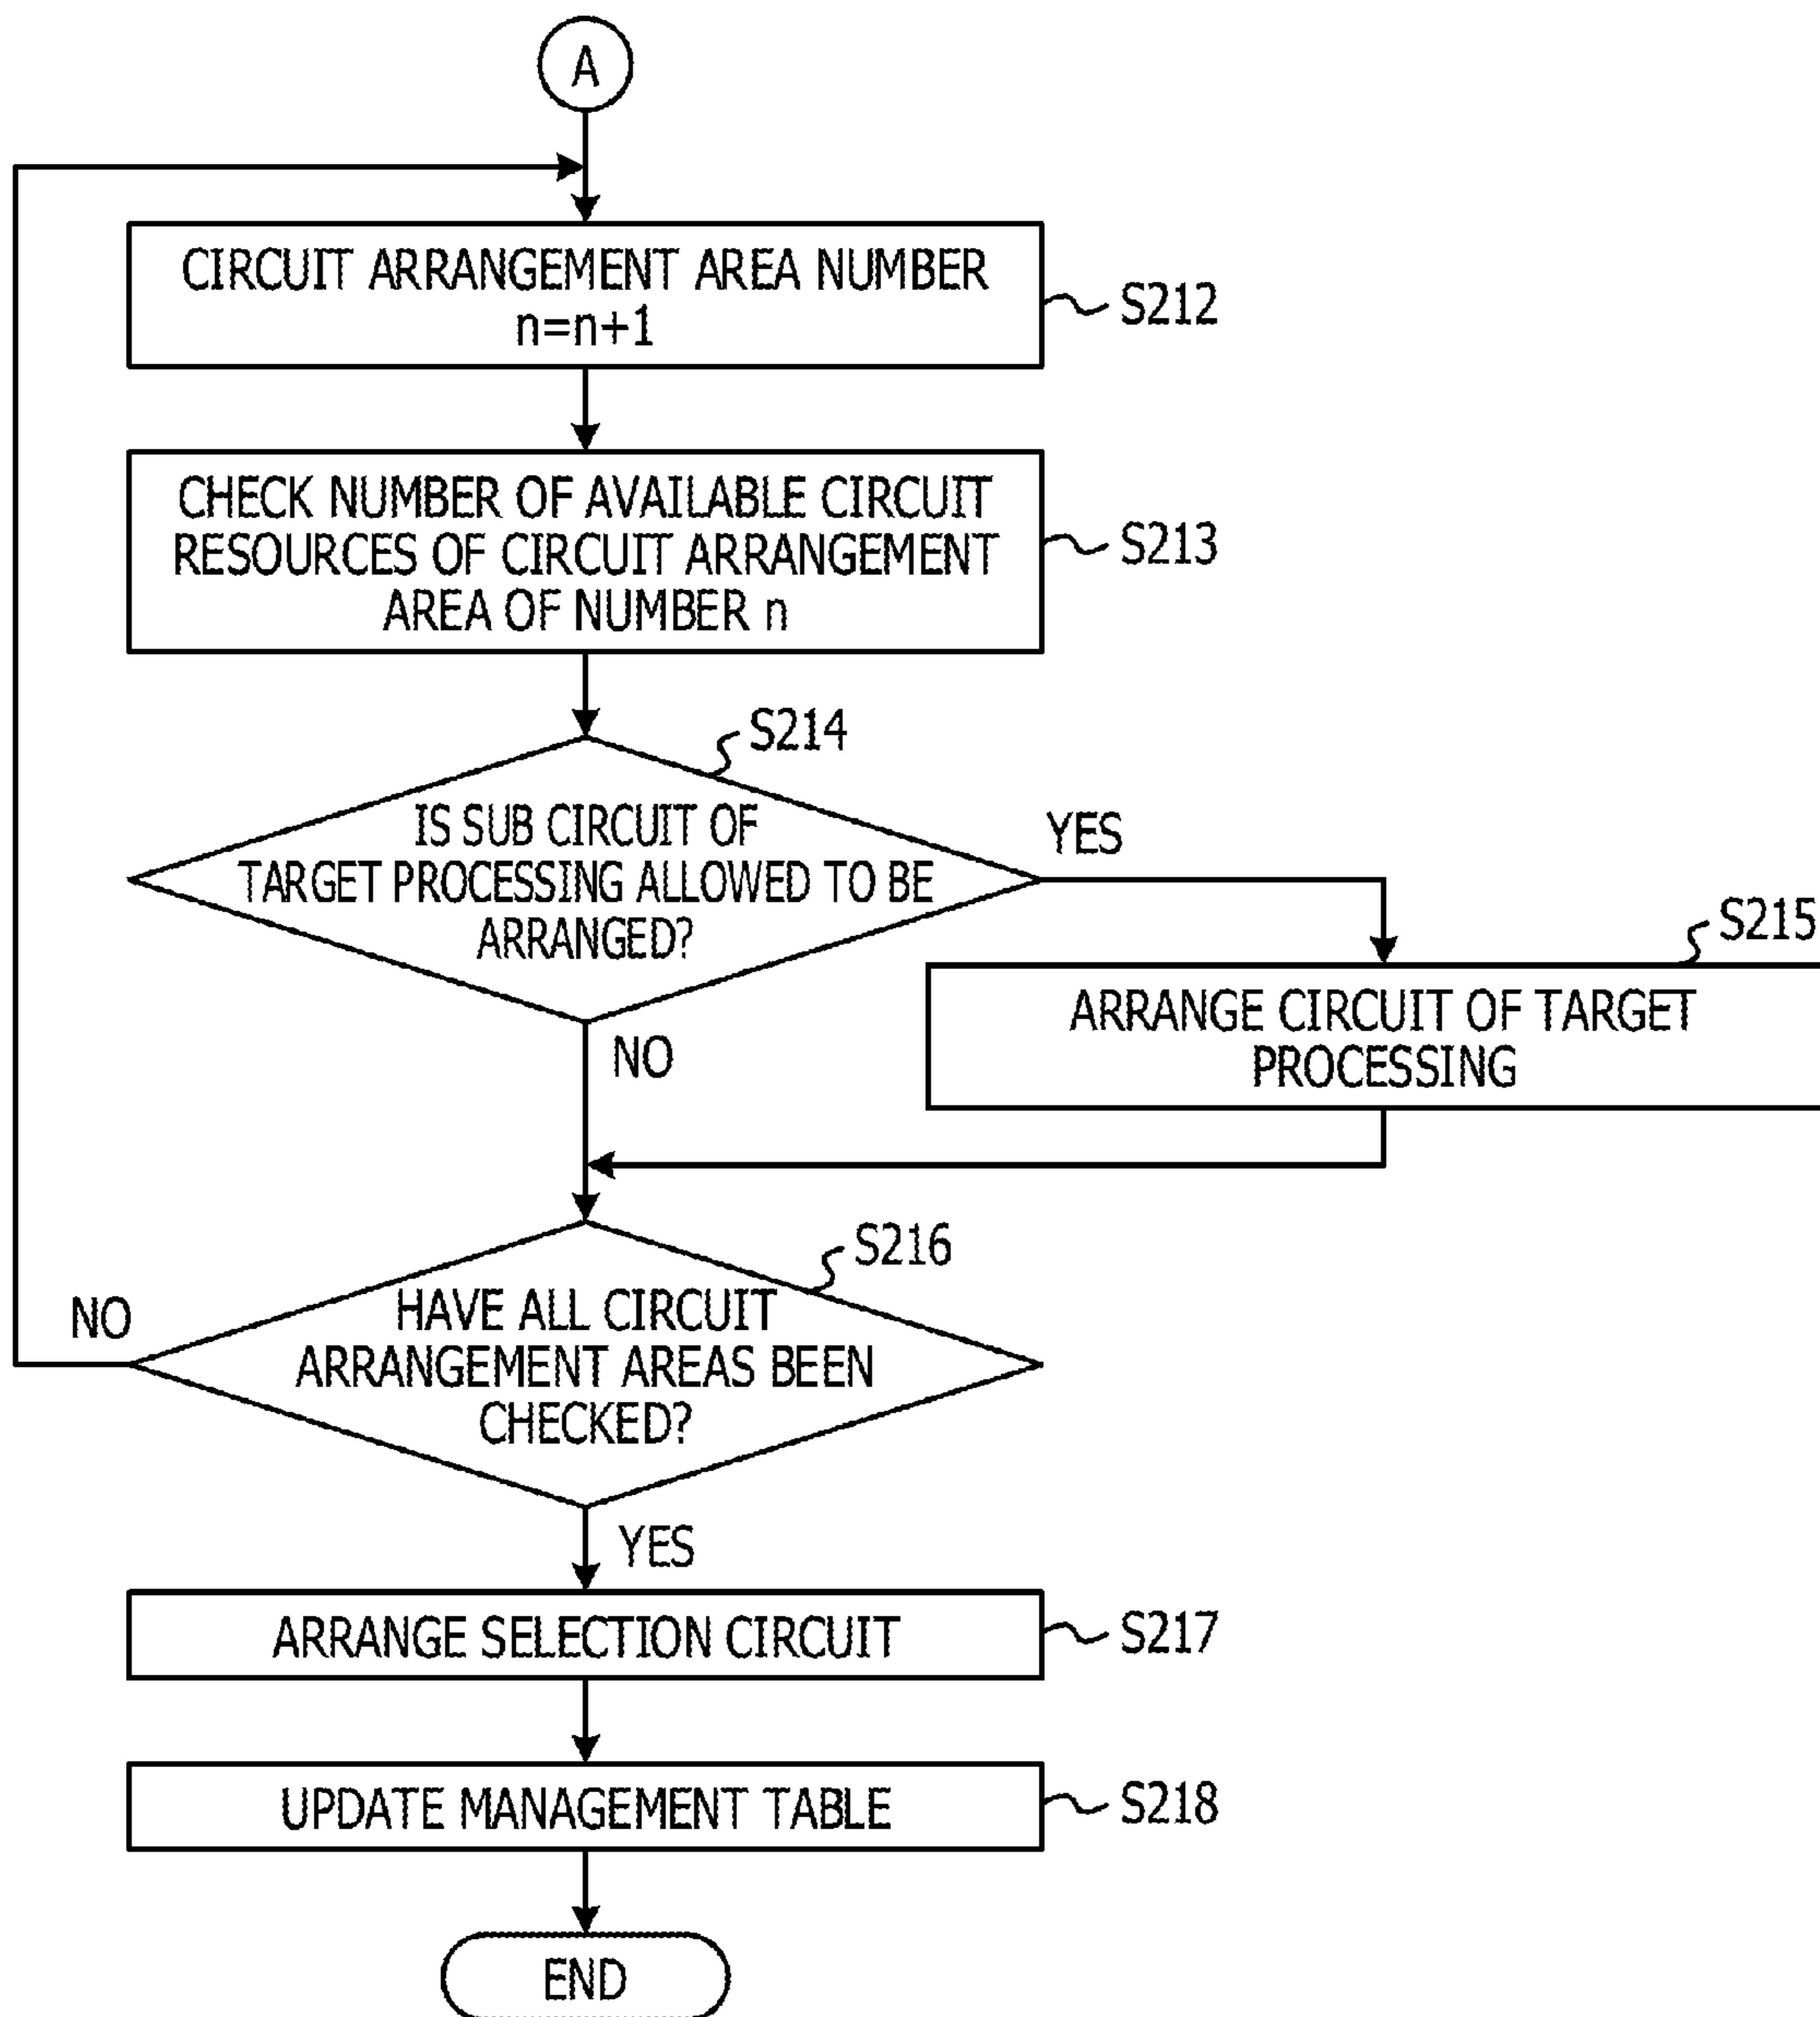 A
CIRCUIT ARRANGEMENT AREA NUMBER
n=n+1
S212
CHECK NUMBER OF AVAILABLE CIRCUIT
RESOURCES OF CIRCUIT ARRANGEMENT
AREA OF NUMBER n
S213
S214
IS SUB CIRCUIT OF
TARGET PROCESSING ALLOWED TO BE
ARRANGED?
YES
NO
S215
ARRANGE CIRCUIT OF TARGET
PROCESSING
S216
HAVE ALL CIRCUIT
ARRANGEMENT AREAS BEEN
CHECKED?
NO
YES
ARRANGE SELECTION CIRCUIT
S217
UPDATE MANAGEMENT TABLE
S218
END